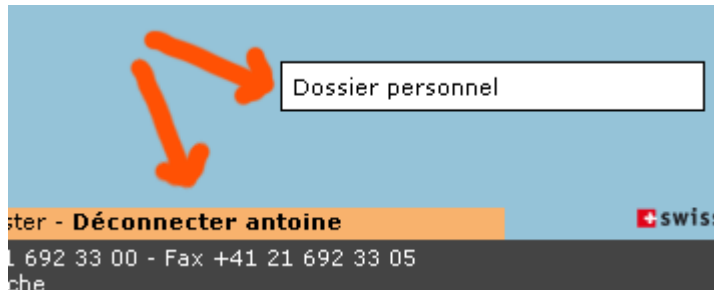 Dossier personnel
ster - Déconnecter antoine
swiss
1 692 33 00 - Fax +41 21 692 33 05
che